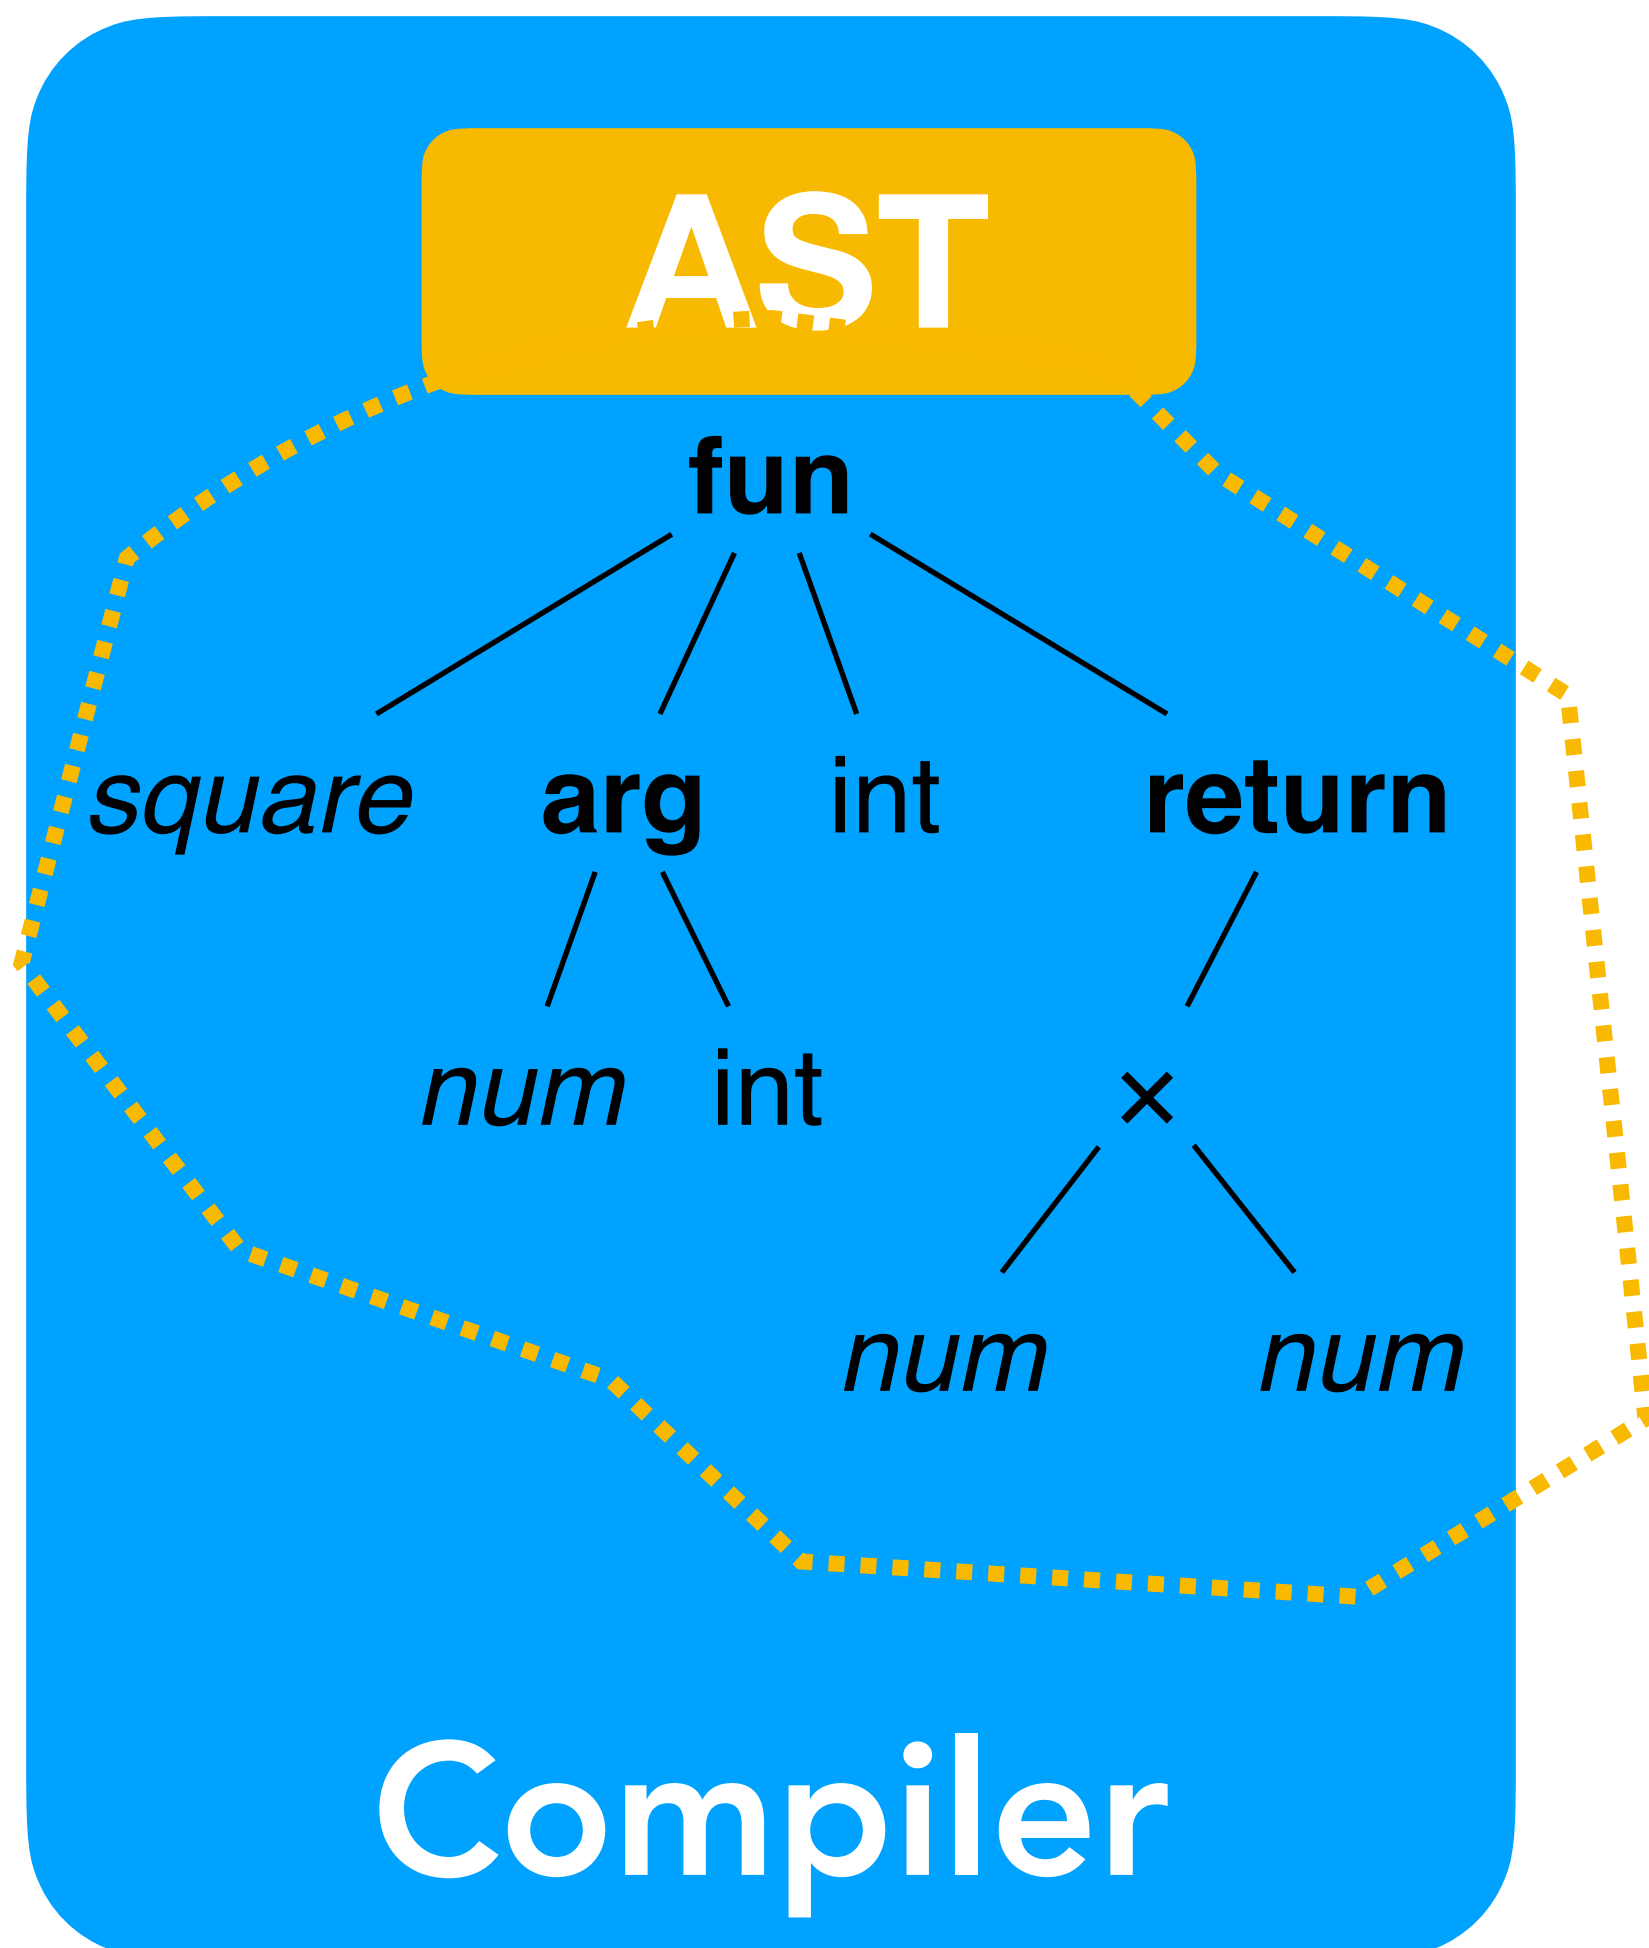 AST
fun
square arg int return
num int ×
num num
Compiler